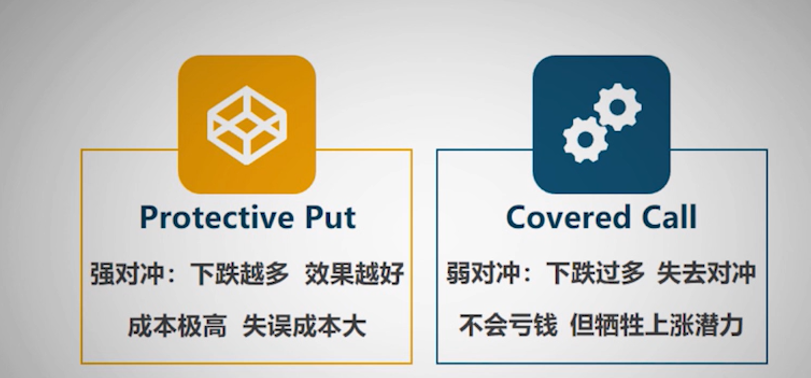 Protective Put
强对冲：下跌越多 效果越好
成本极高 失误成本大
Covered Call
弱对冲：下跌过多 失去对冲
不会亏钱 但牺牲上涨潜力